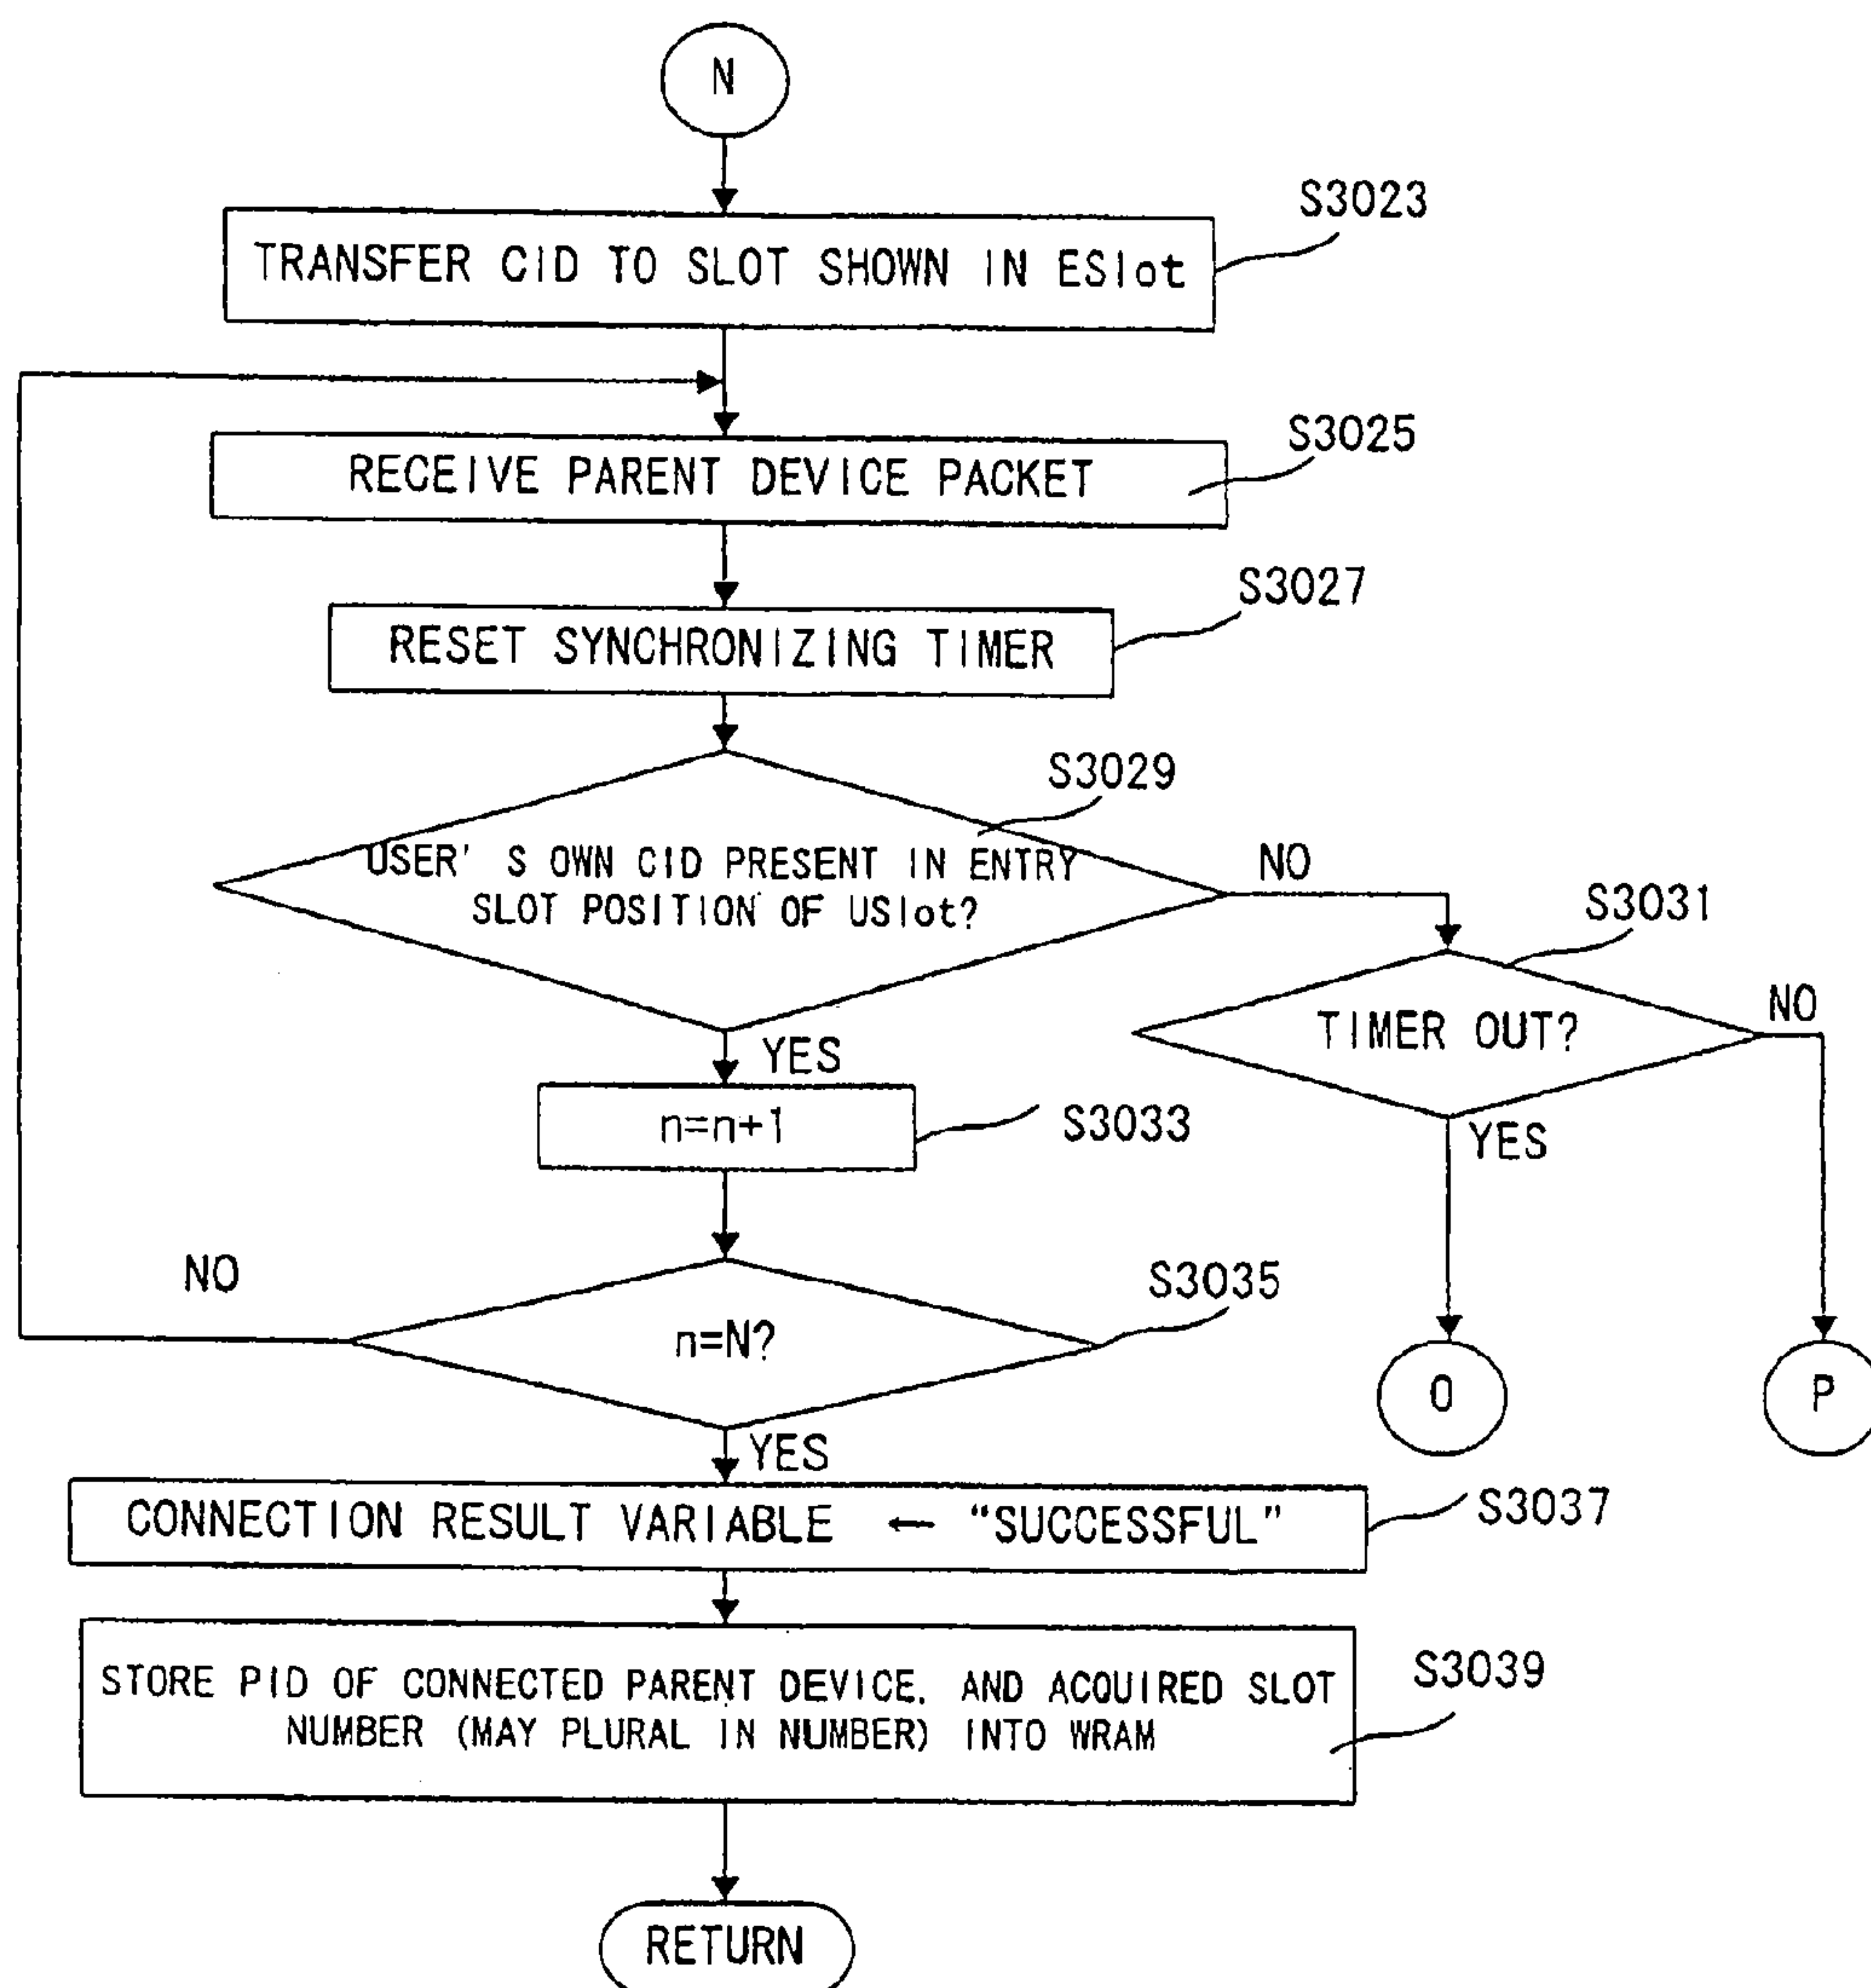 N
S3023
TRANSFER CID TO SLOT SHOWN IN ESlot
S3025
RECEIVE PARENT DEVICE PACKET
S3027
RESET SYNCHRONIZING TIMER
S3029
USER' S OWN CID PRESENT IN ENTRY
SLOT POSITION OF USlot?
NO
S3031
TIMER OUT?
NO
YES
YES
n=n+1
S3033
NO
S3035
n=N?
O
P
YES
CONNECTION RESULT VARIABLE ← “SUCCESSFUL”
S3037
STORE PID OF CONNECTED PARENT DEVICE, AND ACQUIRED SLOT
NUMBER (MAY PLURAL IN NUMBER) INTO WRAM
S3039
RETURN